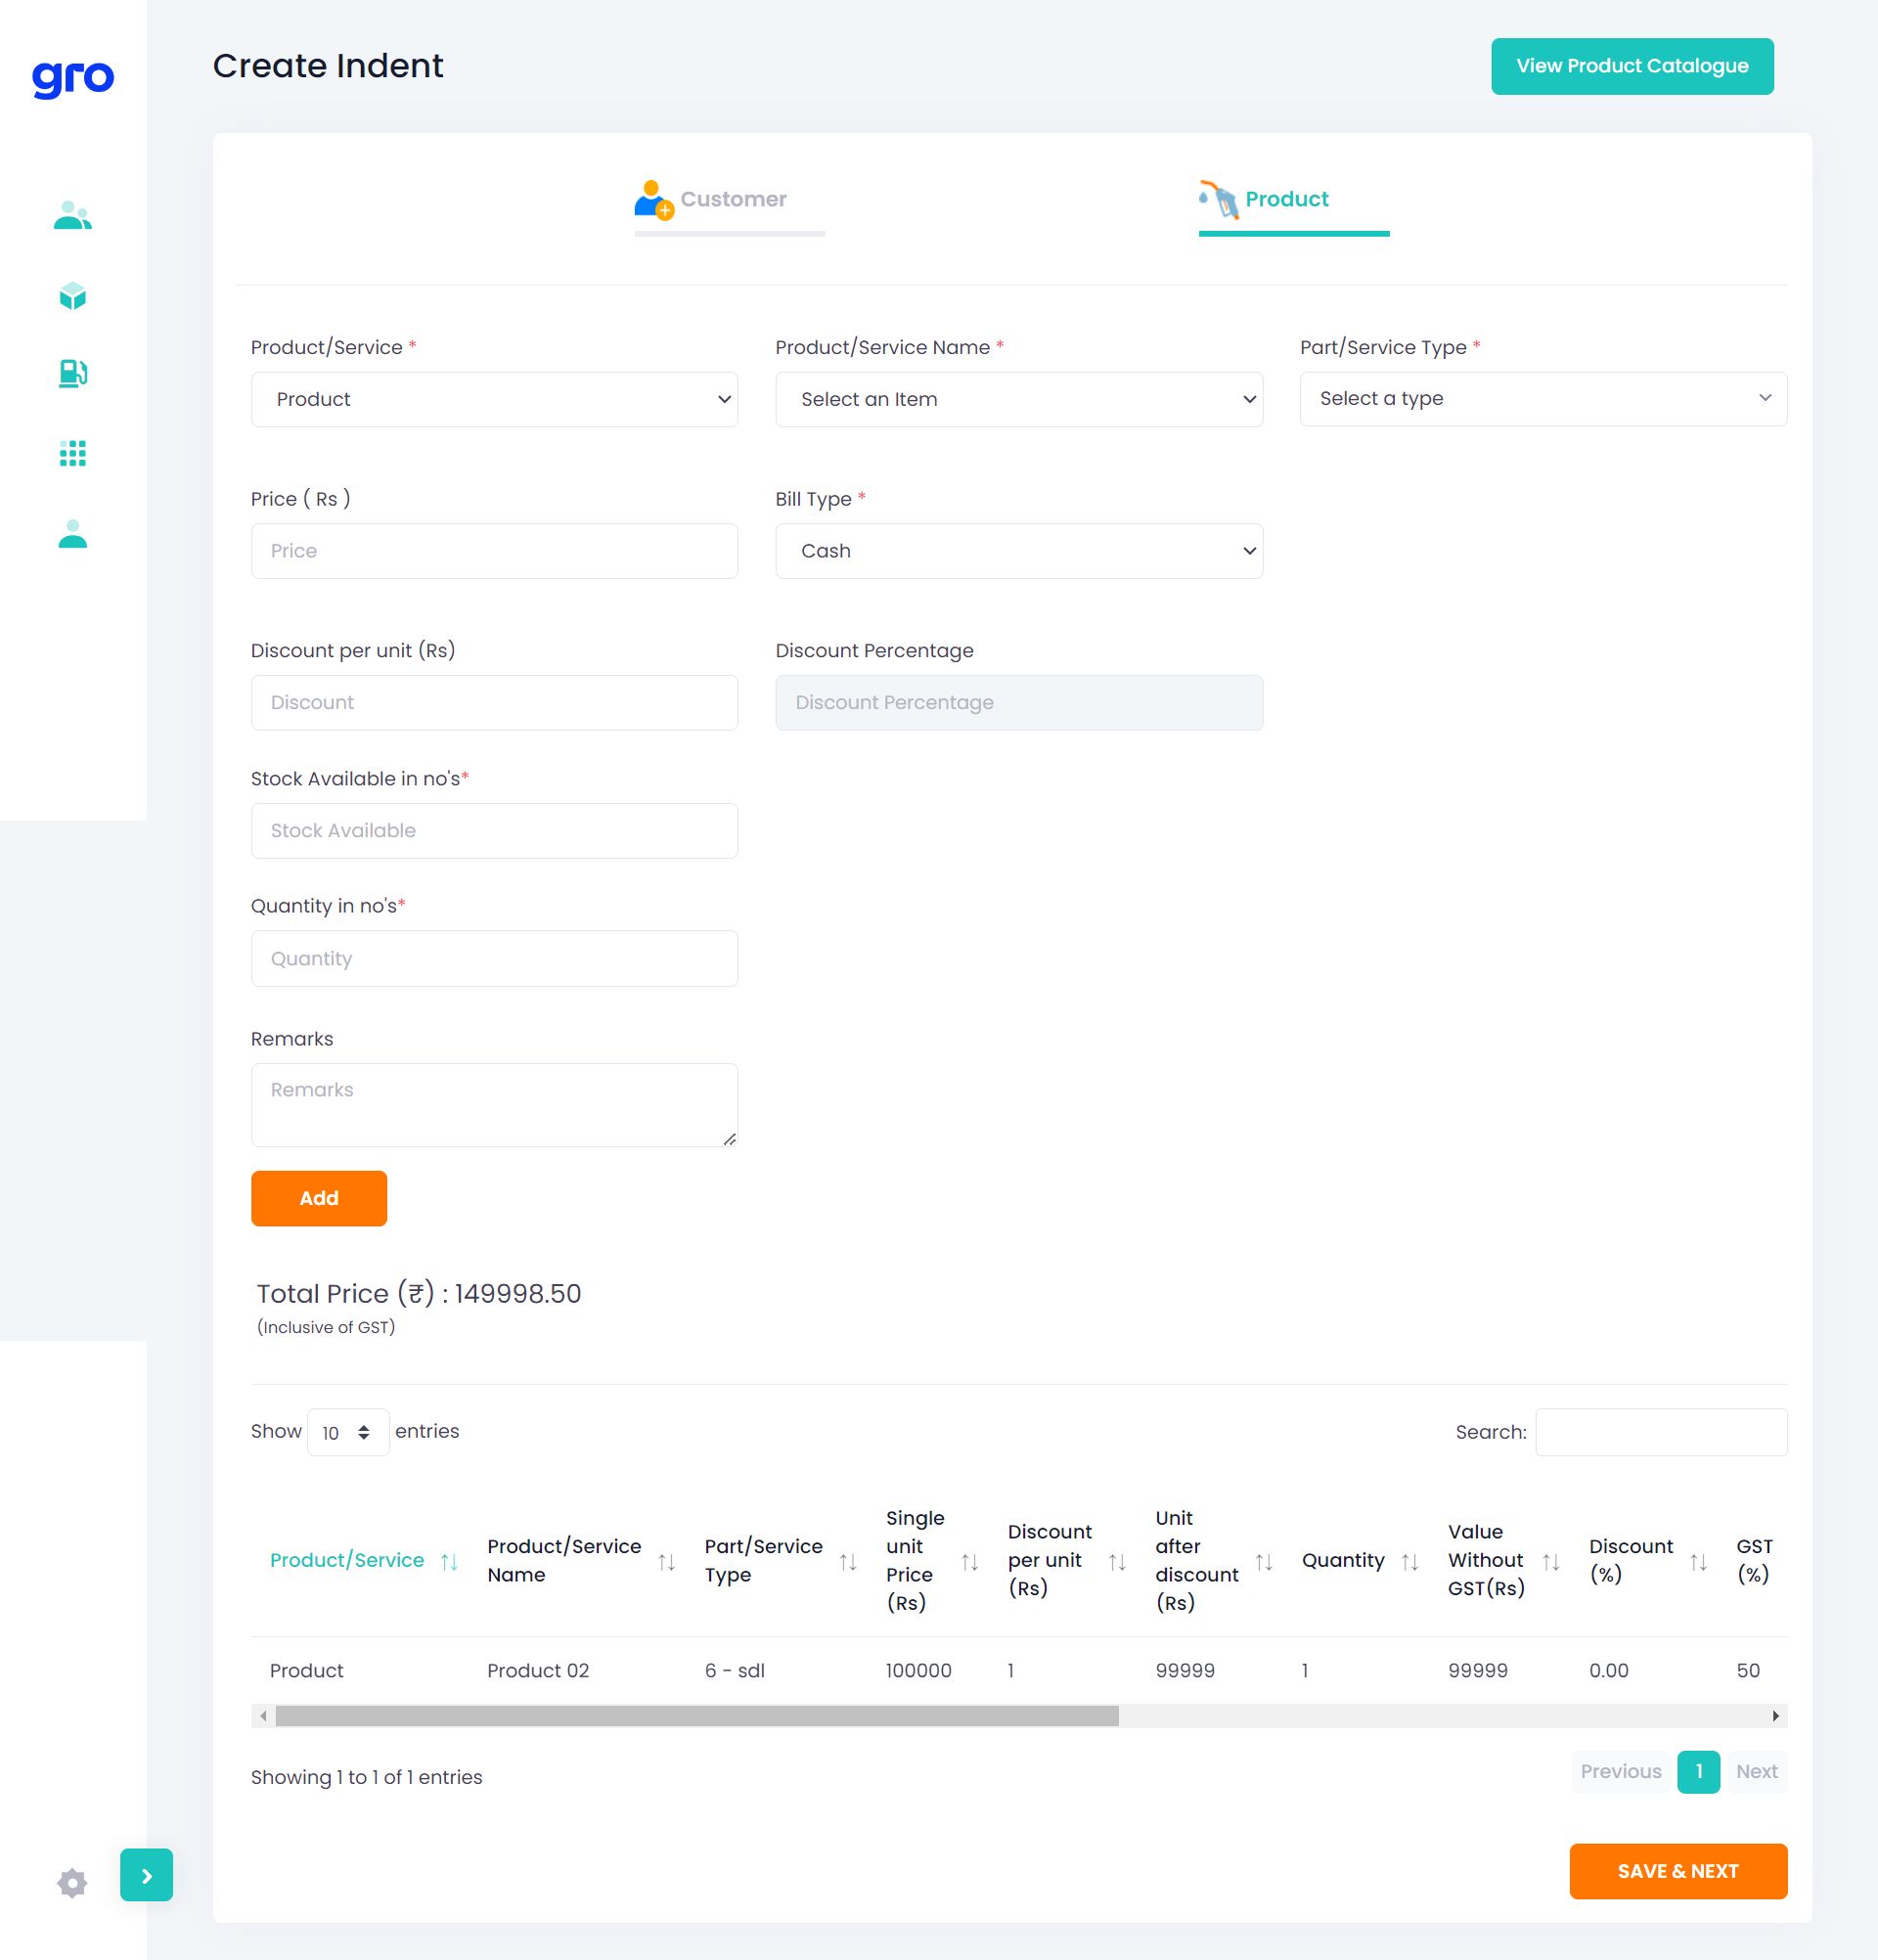 gro
Create Indent
View Product Catalogue
Customer
Product
Product/Service *
Product/Service Name *
Part/Service Type *
Product
Select an Item
Select a type
Price ( Rs )
Bill Type *
Price
Cash
Discount per unit (Rs)
Discount Percentage
Discount
Discount Percentage
Stock Available in no's*
Stock Available
Quantity in no's*
Quantity
Remarks
Remarks
Add
Total Price (₹) : 149998.50
(Inclusive of GST)
Show 10 entries
Search:
Product/Service
Product/Service
Name
Part/Service
Type
Single
unit
Price
(Rs)
Discount
per unit
(Rs)
Unit
after
discount
(Rs)
Quantity
Value
Without
GST(Rs)
Discount
(%)
GST
(%)
Product
Product 02
6 - sdl
100000
1
99999
1
99999
0.00
50
Showing 1 to 1 of 1 entries
Previous
1
Next
SAVE & NEXT